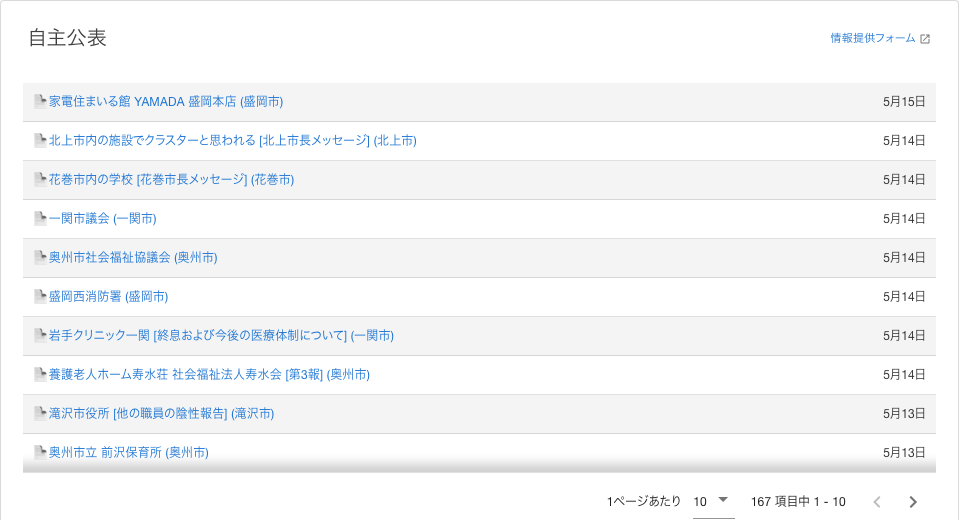 自主公表
情報提供フォーム
家電住まいる館 YAMADA 盛岡本店 (盛岡市) 5月15日
北上市内の施設でクラスターと思われる [北上市長メッセージ] (北上市) 5月14日
花巻市内の学校 [花巻市長メッセージ] (花巻市) 5月14日
一関市議会 (一関市) 5月14日
奥州市社会福祉協議会 (奥州市) 5月14日
盛岡西消防署 (盛岡市) 5月14日
岩手クリニック一関 [終息および今後の医療体制について] (一関市) 5月14日
養護老人ホーム寿水荘 社会福祉法人寿水会 [第3報] (奥州市) 5月14日
滝沢市役所 [他の職員の陰性報告] (滝沢市) 5月13日
奥州市立 前沢保育所 (奥州市) 5月13日
1ページあたり 10 167 項目中 1 - 10